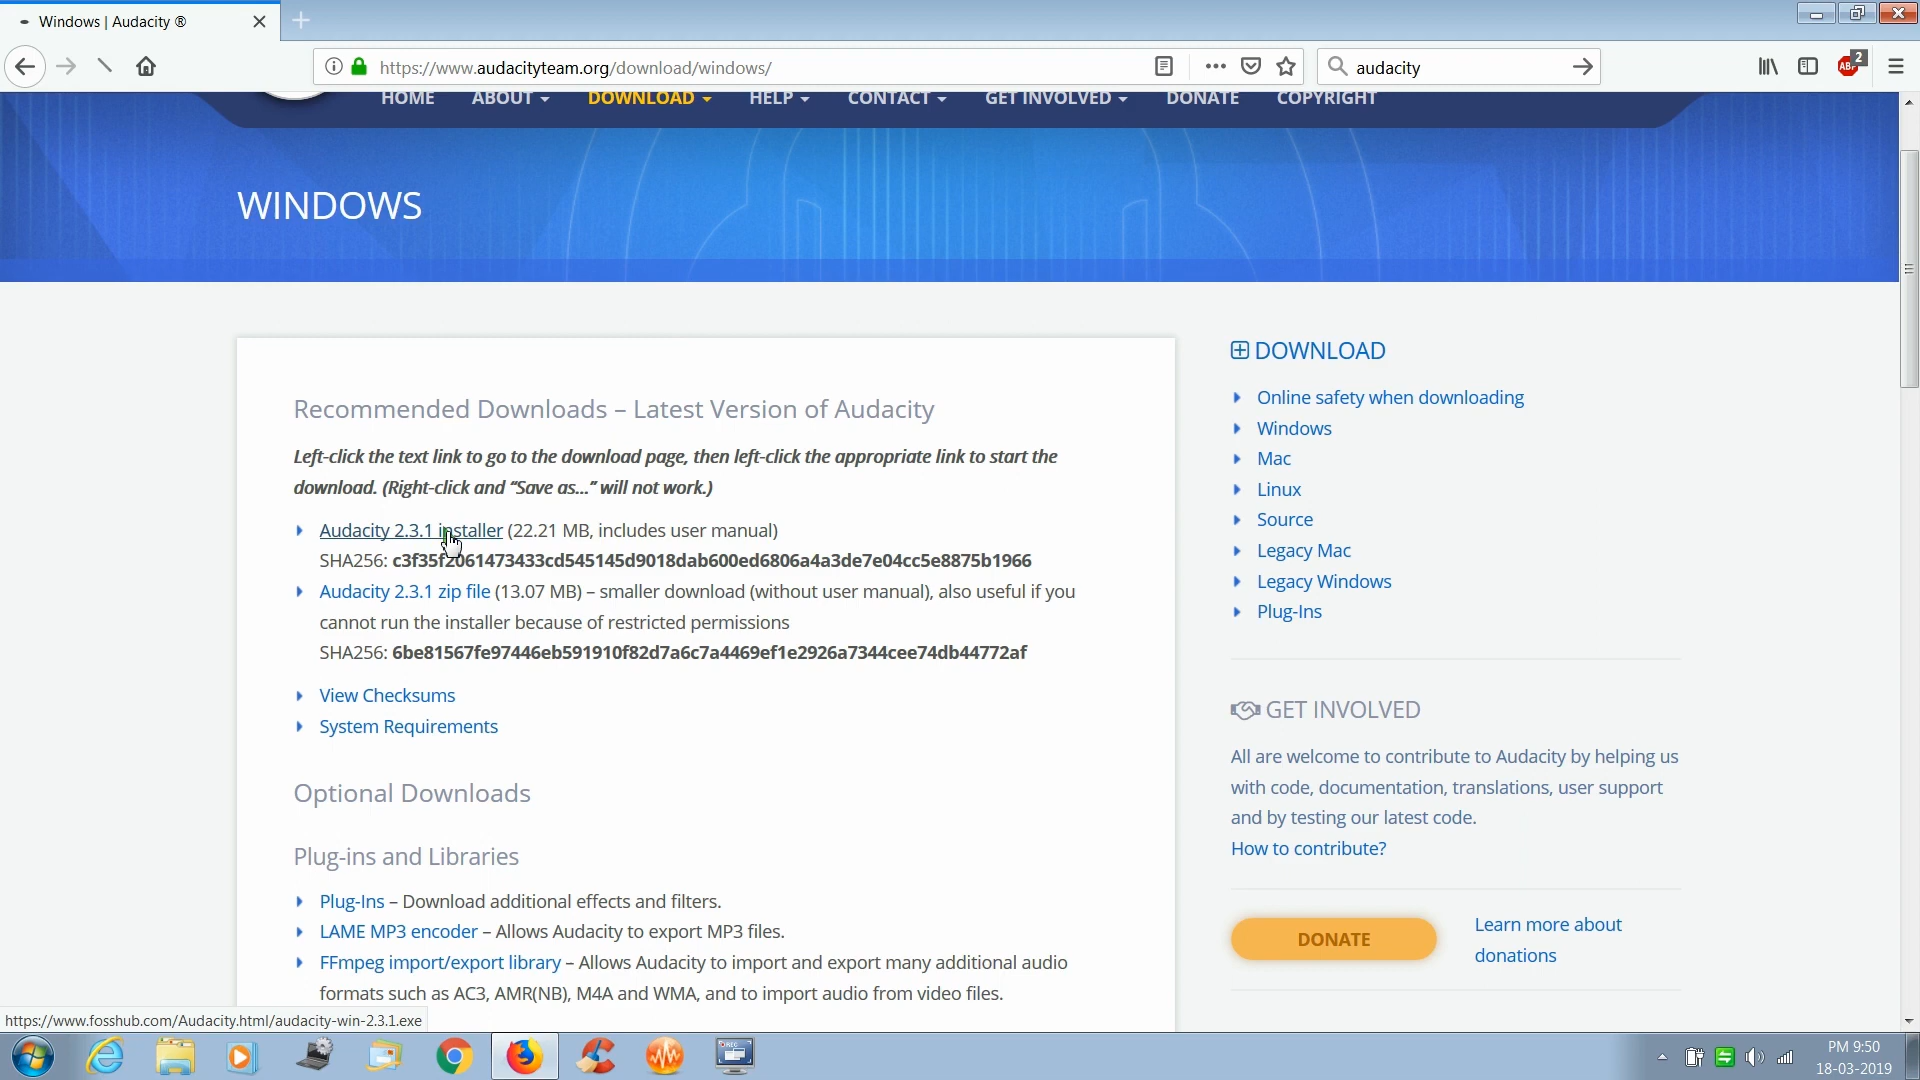 Windows | Audacity ®
https://www.audacityteam.org/download/windows/
audacity
ABP
2
HOME ABOUT DOWNLOAD HELP CONTACT GET INVOLVED DONATE COPYRIGHT
WINDOWS
Recommended Downloads – Latest Version of Audacity
Left-click the text link to go to the download page, then left-click the appropriate link to start the
download. (Right-click and “Save as...” will not work.)
Audacity 2.3.1 installer (22.21 MB, includes user manual)
SHA256: c3f35f2061473433cd545145d9018dab600ed6806a4a3de7e04cc5e8875b1966
Audacity 2.3.1 zip file (13.07 MB) – smaller download (without user manual), also useful if you
cannot run the installer because of restricted permissions
SHA256: 6be81567fe97446eb591910f82d7a6c7a4469ef1e2926a7344cee74db44772af
View Checksums
System Requirements
Optional Downloads
Plug-ins and Libraries
Plug-Ins – Download additional effects and filters.
LAME MP3 encoder – Allows Audacity to export MP3 files.
FFmpeg import/export library – Allows Audacity to import and export many additional audio
formats such as AC3, AMR(NB), M4A and WMA, and to import audio from video files.
DOWNLOAD
Online safety when downloading
Windows
Mac
Linux
Source
Legacy Mac
Legacy Windows
Plug-Ins
GET INVOLVED
All are welcome to contribute to Audacity by helping us
with code, documentation, translations, user support
and by testing our latest code.
How to contribute?
DONATE
Learn more about
donations
https://www.fosshub.com/Audacity.html/audacity-win-2.3.1.exe
REC
PM 9:50
18-03-2019